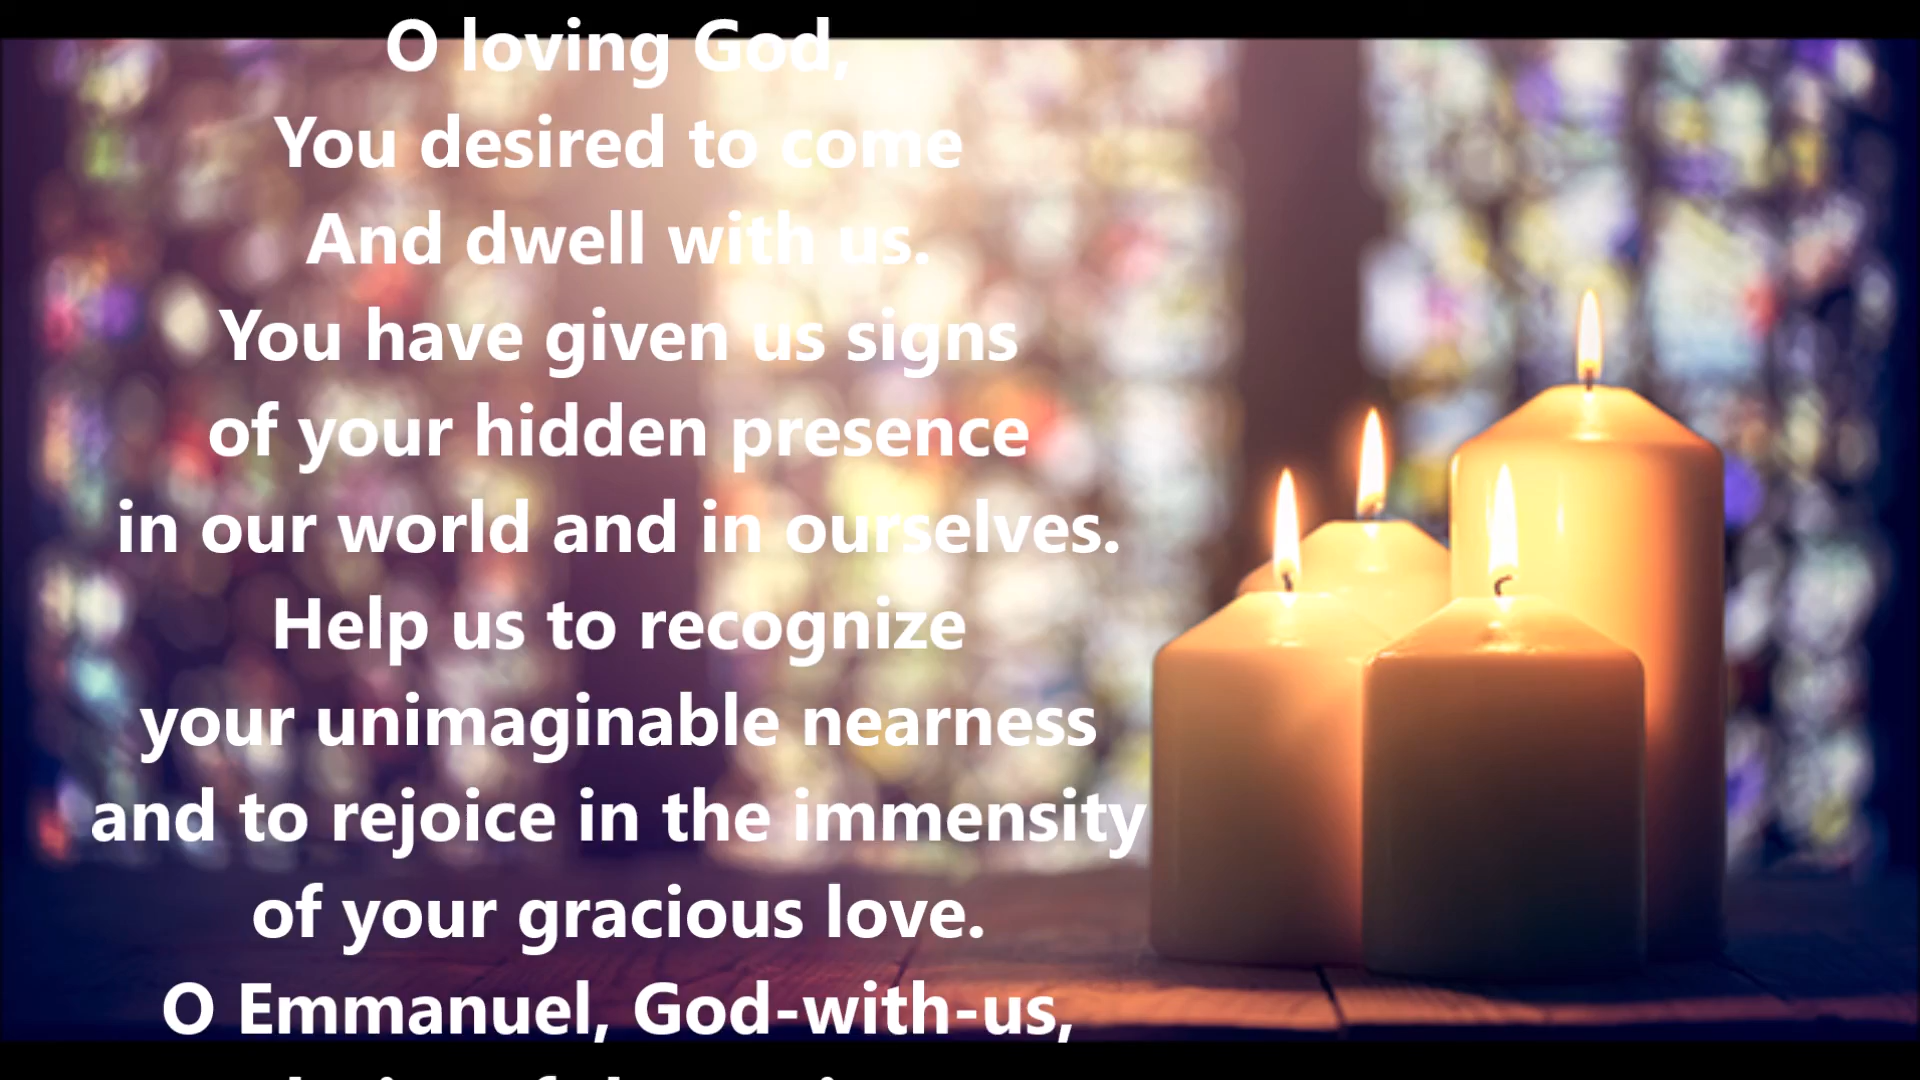 O loving God,
You desired to come
And dwell with us.
You have given us signs
of your hidden presence
in our world and in ourselves.
Help us to recognize
your unimaginable nearness
and to rejoice in the immensity
of your gracious love.
O Emmanuel, God-with-us,